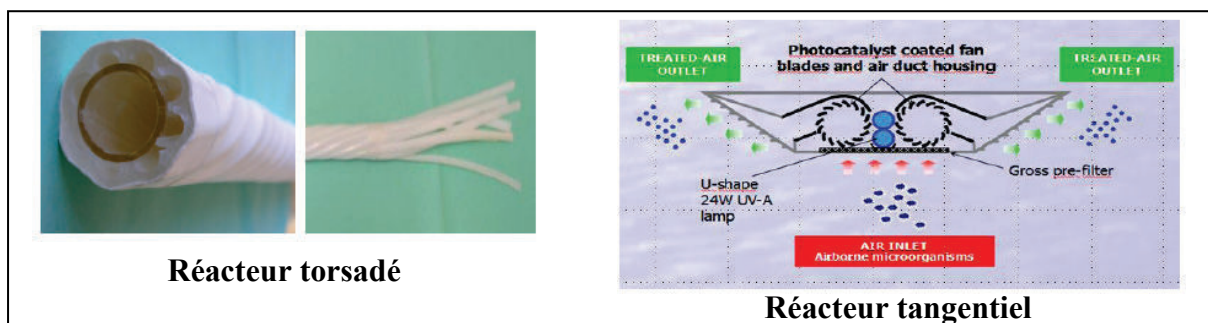 Photocatalyst coated fan
blades and air duct housing
TREATED-AIR
OUTLET
TREATED-AIR
OUTLET
U-shape
24W UV-A
lamp
Gross pre-filter
AIR INLET
Airborne microorganisms
Réacteur torsadé
Réacteur tangentiel